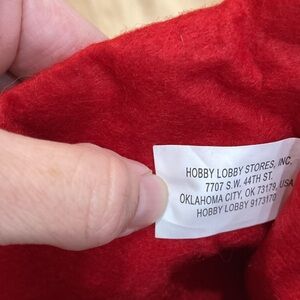 HOBBY LOBBY STORES, INC.
7707 S.W. 44TH ST.
OKLAHOMA CITY, OK 73179, USA
HOBBY LOBBY 9173170